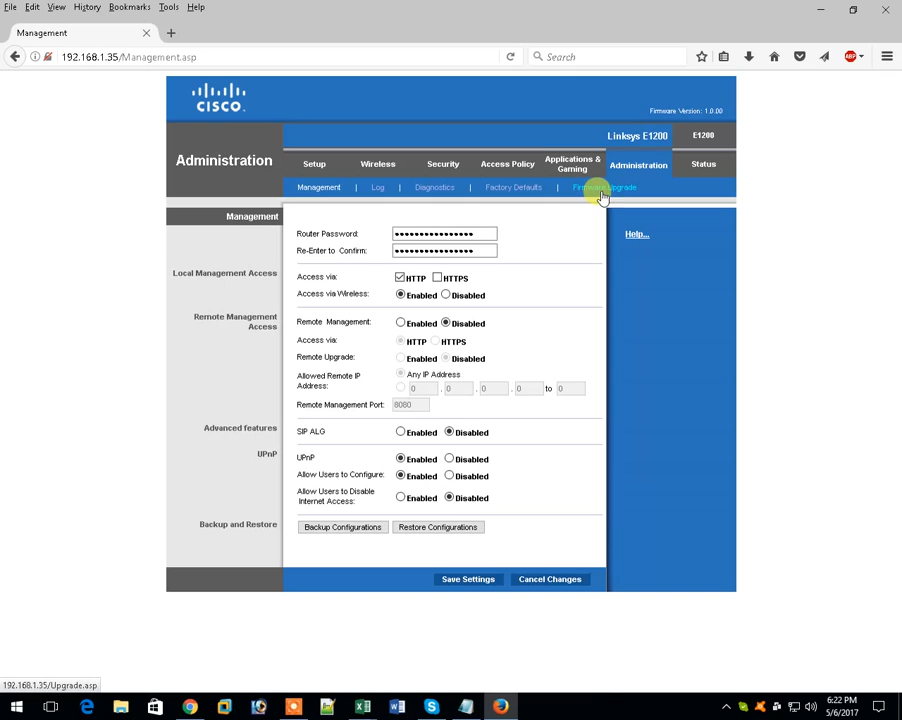 File Edit View History Bookmarks Tools Help
Management
192.168.1.35/Management.asp
Search
ABP
CISCO
Firmware Version: 1.0.00
Linksys E1200 E1200
Administration
Setup Wireless Security Access Policy Applications & Gaming Administration Status
Management | Log | Diagnostics | Factory Defaults | Firmware Upgrade
Management
Router Password:
Re-Enter to Confirm:
Help...
Local Management Access
Access via: HTTP HTTPS
Access via Wireless: Enabled Disabled
Remote Management
Access
Remote Management: Enabled Disabled
Access via: HTTP HTTPS
Remote Upgrade: Enabled Disabled
Allowed Remote IP
Address:
Any IP Address
0 . 0 . 0 . 0 to 0
Remote Management Port: 8080
Advanced features
SIP ALG Enabled Disabled
UPnP
UPnP Enabled Disabled
Allow Users to Configure: Enabled Disabled
Allow Users to Disable
Internet Access:
Enabled Disabled
Backup and Restore
Backup Configurations Restore Configurations
Save Settings Cancel Changes
192.168.1.35/Upgrade.asp
6:22 PM
5/6/2017